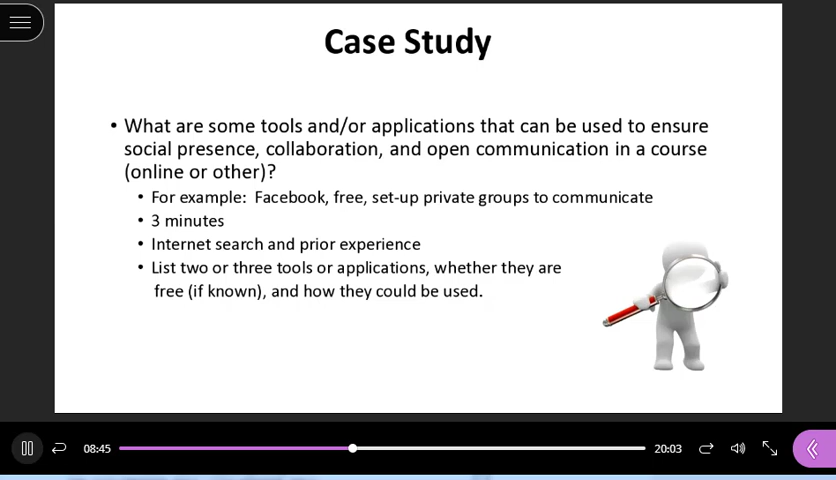 Case Study
• What are some tools and/or applications that can be used to ensure
social presence, collaboration, and open communication in a course
(online or other)?
• For example:  Facebook, free, set-up private groups to communicate
• 3 minutes
• Internet search and prior experience
• List two or three tools or applications, whether they are
free (if known), and how they could be used.
08:45
20:03